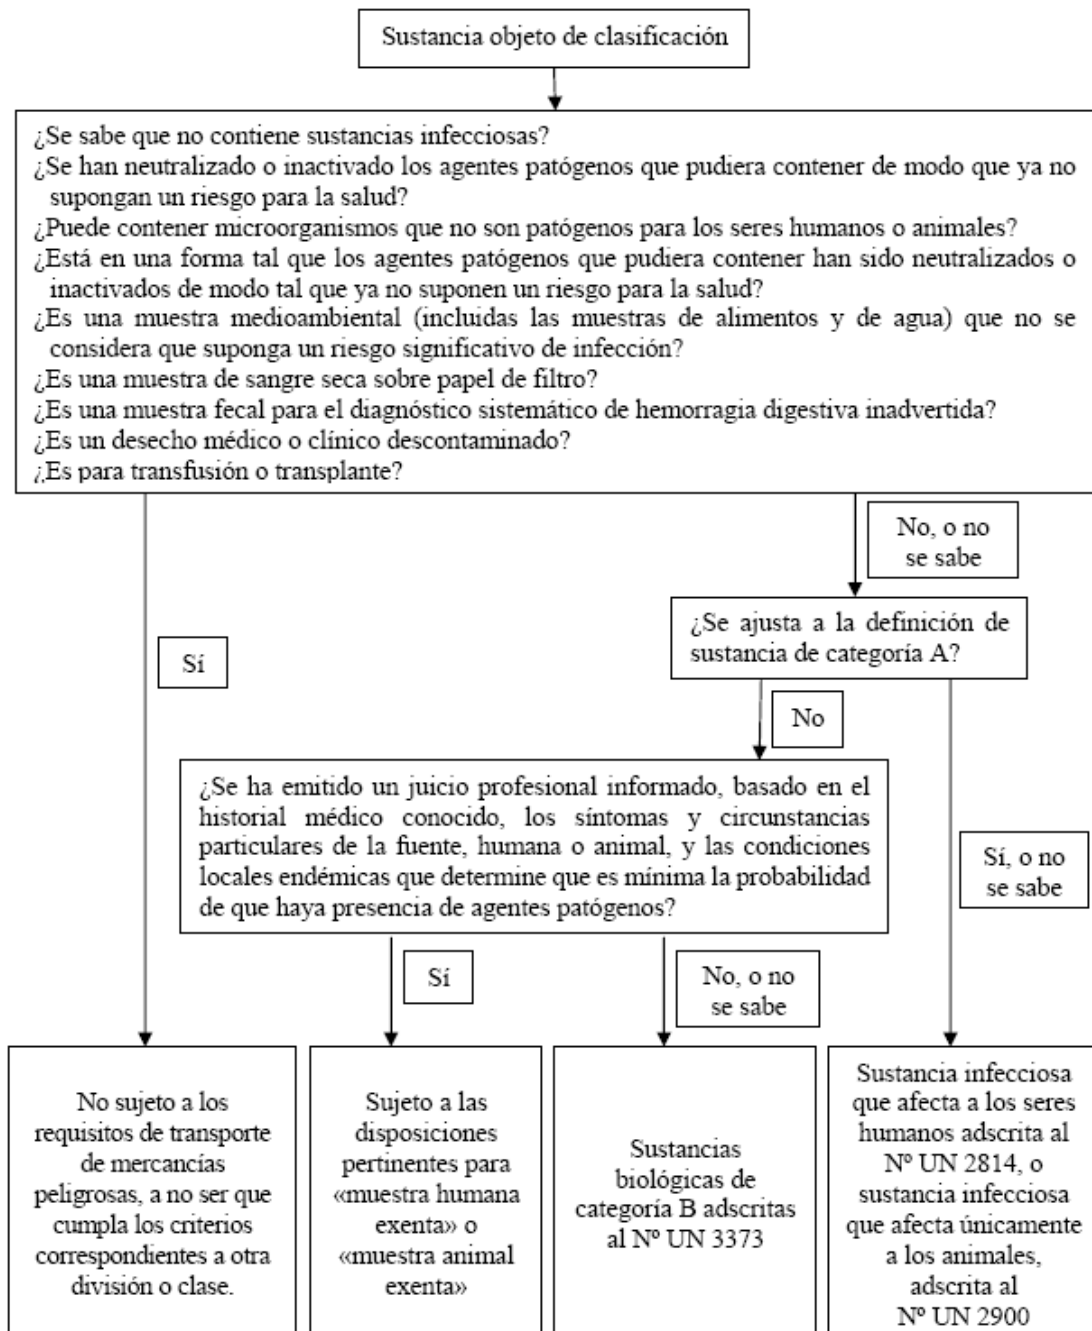 Sustancia objeto de clasificación
¿Se sabe que no contiene sustancias infecciosas?
¿Se han neutralizado o inactivado los agentes patógenos que pudiera contener de modo que ya no
supongan un riesgo para la salud?
¿Puede contener microorganismos que no son patógenos para los seres humanos o animales?
¿Está en una forma tal que los agentes patógenos que pudiera contener han sido neutralizados o
inactivados de modo tal que ya no suponen un riesgo para la salud?
¿Es una muestra medioambiental (incluidas las muestras de alimentos y de agua) que no se
considera que suponga un riesgo significativo de infección?
¿Es una muestra de sangre seca sobre papel de filtro?
¿Es una muestra fecal para el diagnóstico sistemático de hemorragia digestiva inadvertida?
¿Es un desecho médico o clínico descontaminado?
¿Es para transfusión o transplante?
No, o no
se sabe
¿Se ajusta a la definición de
sustancia de categoría A?
Sí
No
¿Se ha emitido un juicio profesional informado, basado en el
historial médico conocido, los síntomas y circunstancias
particulares de la fuente, humana o animal, y las condiciones
locales endémicas que determine que es mínima la probabilidad
de que haya presencia de agentes patógenos?
Sí, o no
se sabe
Sí
No, o no
se sabe
No sujeto a los
requisitos de transporte
de mercancías
peligrosas, a no ser que
cumpla los criterios
correspondientes a otra
división o clase.
Sujeto a las
disposiciones
pertinentes para
«muestra humana
exenta» o
«muestra animal
exenta»
Sustancias
biológicas de
categoría B adscritas
al Nº UN 3373
Sustancia infecciosa
que afecta a los seres
humanos adscrita al
Nº UN 2814, o
sustancia infecciosa
que afecta únicamente
a los animales,
adscrita al
Nº UN 2900